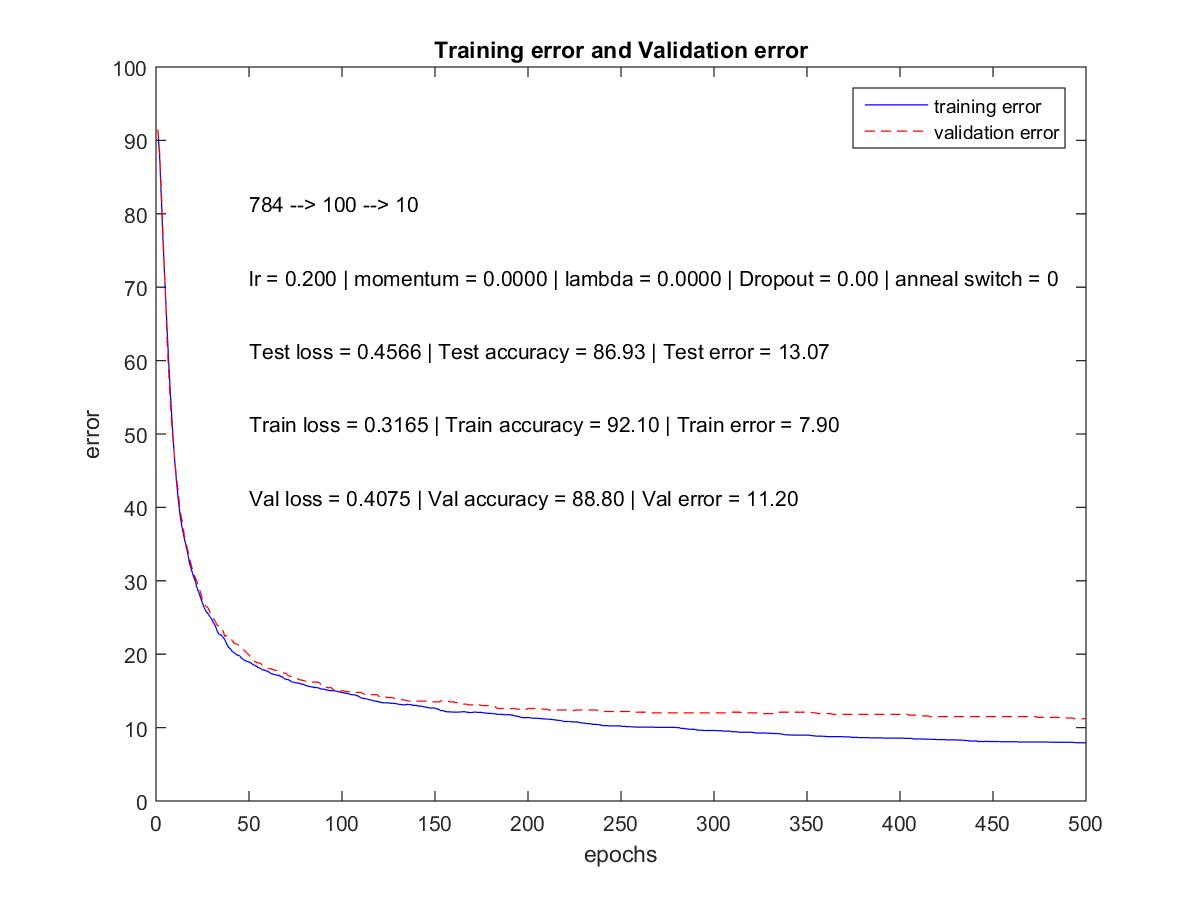 Training error and Validation error
100
90
80
70
60
50
40
30
20
10
0
error
training error
validation error
784 --> 100 --> 10
lr = 0.200 | momentum = 0.0000 | lambda = 0.0000 | Dropout = 0.00 | anneal switch = 0
Test loss = 0.4566 | Test accuracy = 86.93 | Test error = 13.07
Train loss = 0.3165 | Train accuracy = 92.10 | Train error = 7.90
Val loss = 0.4075 | Val accuracy = 88.80 | Val error = 11.20
0 50 100 150 200 250 300 350 400 450 500
epochs